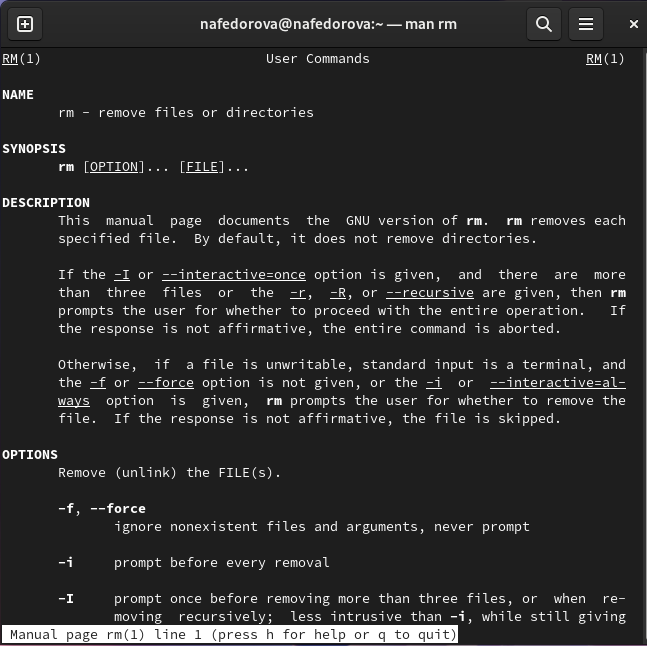 nafedorova@nafedorova:~ — man rm
RM(1) User Commands RM(1)
NAME
rm - remove files or directories
SYNOPSIS
rm [OPTION]... [FILE]...
DESCRIPTION
This manual page documents the GNU version of rm. rm removes each
specified file. By default, it does not remove directories.
If the -I or --interactive=once option is given, and there are more
than three files or the -r, -R, or --recursive are given, then rm
prompts the user for whether to proceed with the entire operation. If
the response is not affirmative, the entire command is aborted.
Otherwise, if a file is unwritable, standard input is a terminal, and
the -f or --force option is not given, or the -i or --interactive=al-
ways option is given, rm prompts the user for whether to remove the
file. If the response is not affirmative, the file is skipped.
OPTIONS
Remove (unlink) the FILE(s).
-f, --force
ignore nonexistent files and arguments, never prompt
-i prompt before every removal
-I prompt once before removing more than three files, or when re-
moving recursively; less intrusive than -i, while still giving
Manual page rm(1) line 1 (press h for help or q to quit)